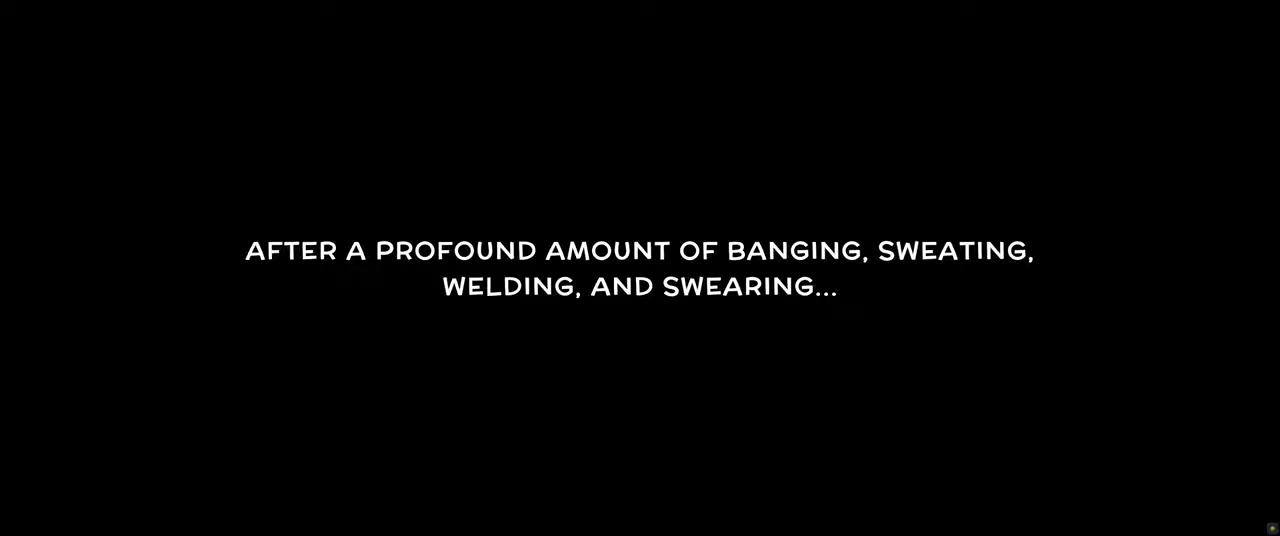 AFTER A PROFOUND AMOUNT OF BANGING, SWEATING,
WELDING, AND SWEARING...